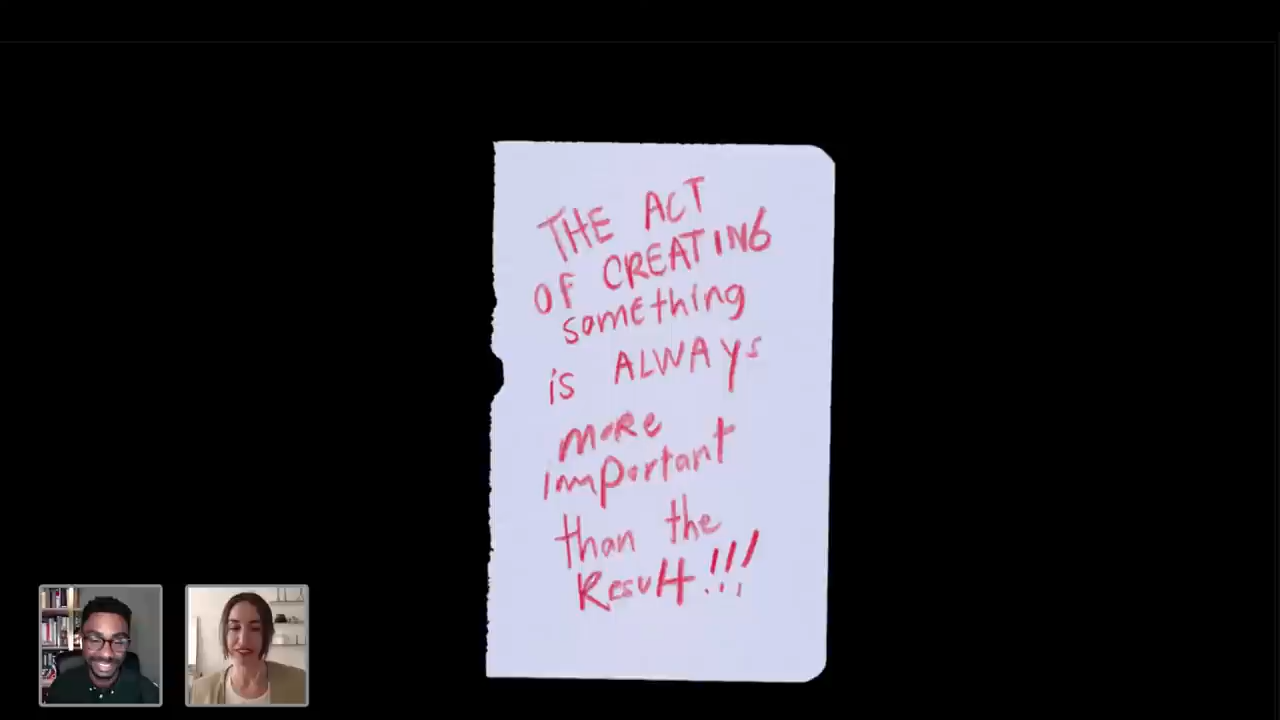 THE ACT
OF CREATING
something
is ALWAYS
more
important
than the
Result!!!